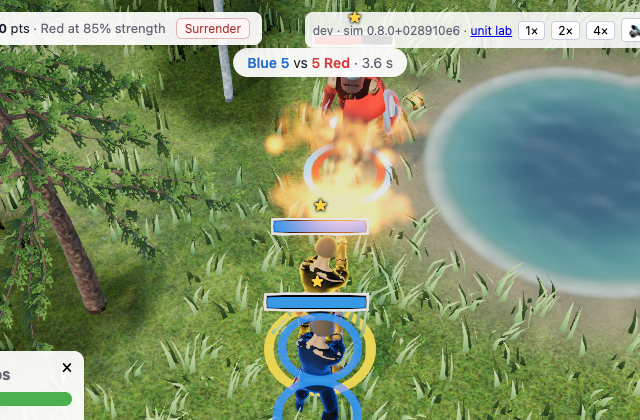 0 pts · Red at 85% strength Surrender
dev · sim 0.8.0+028910e6 · unit lab 1× 2× 4×
Blue 5 vs 5 Red · 3.6 s
×